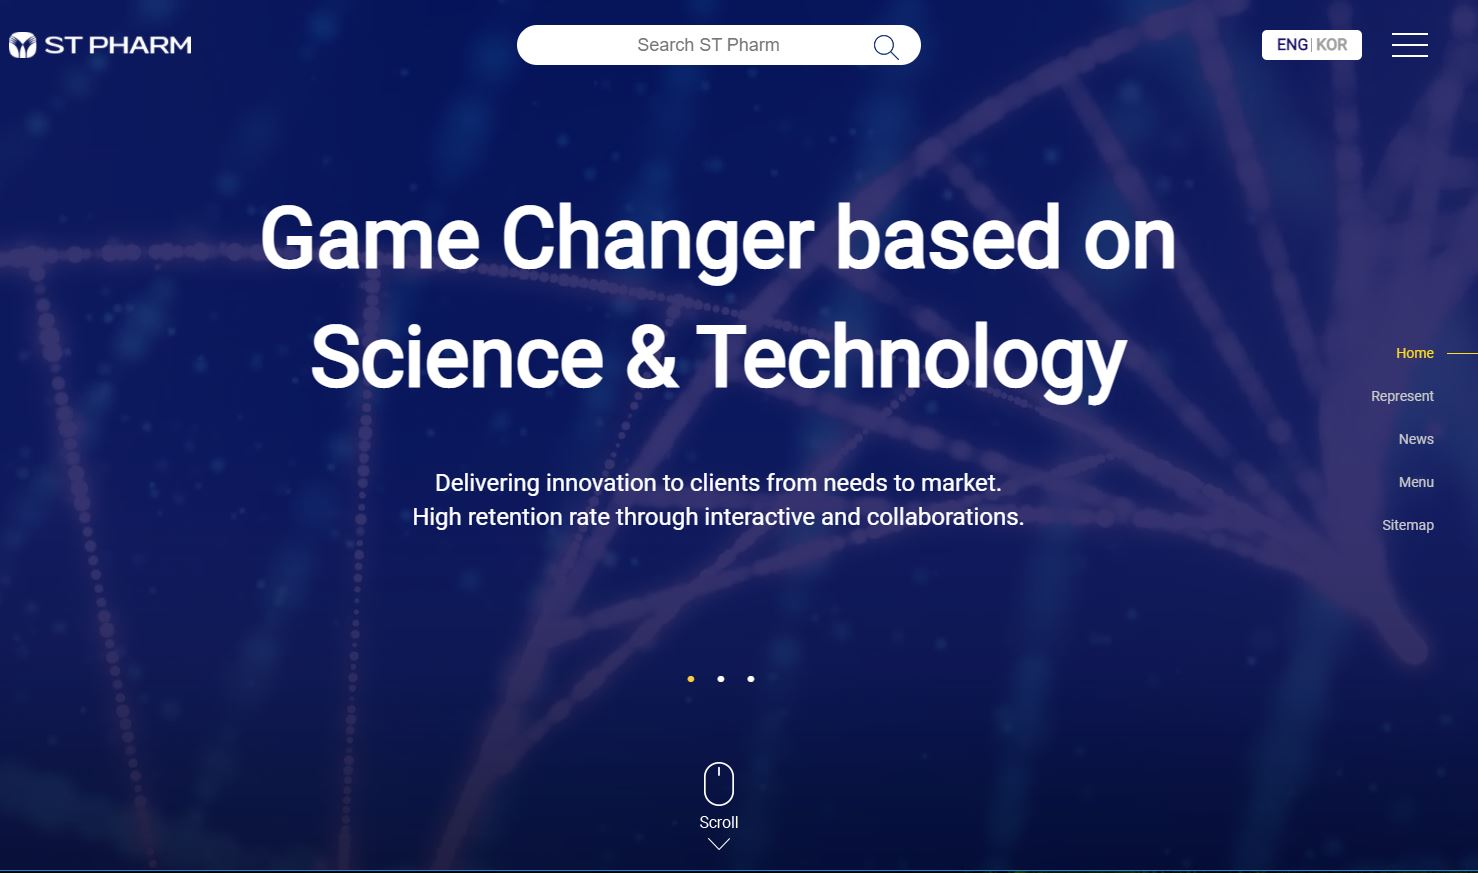 ST PHARM
Search ST Pharm
ENG | KOR
Game Changer based on
Science & Technology
Delivering innovation to clients from needs to market.
High retention rate through interactive and collaborations.
Home
Represent
News
Menu
Sitemap
Scroll